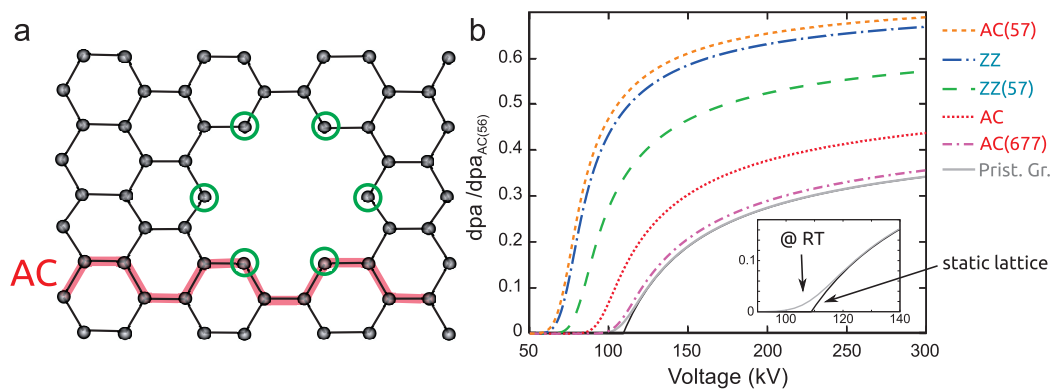 a
AC
b
dpa /dpa AC(56)
0.6
0.5
0.4
0.3
0.2
0.1
0
50
100
150
200
250
300
Voltage (kV)
AC(57)
ZZ
ZZ(57)
AC
AC(677)
Prist. Gr.
@ RT
static lattice
0.1
0
100
120
140